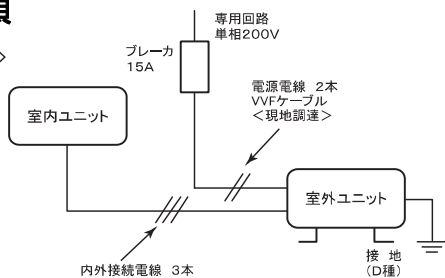 専用回路
単相200V
ブレーカ
15A
電源電線 2本
VVFケーブル
<現地調達>
室内ユニット
室外ユニット
接 地
(D種)
内外接続電線 3本